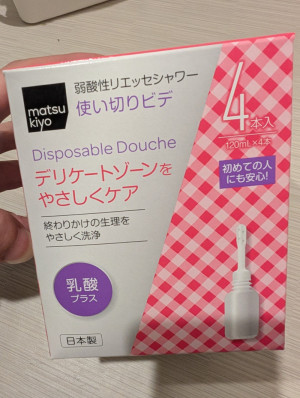 matsu
kiyo
弱酸性リエッセシャワー
使い切りビデ
4本入
120mL×4本
Disposable Douche
デリケートゾーンを
やさしくケア
初めての人
にも安心!
終わりかけの生理を
やさしく洗浄
乳酸
プラス
日本製